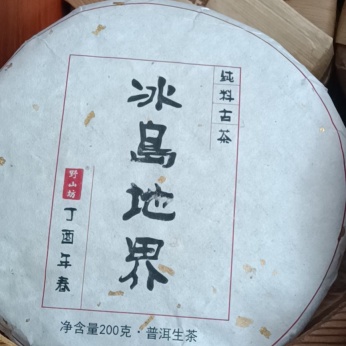 纯料古茶
冰島地界
野山坊
丁酉年春
净含量200克·普洱生茶